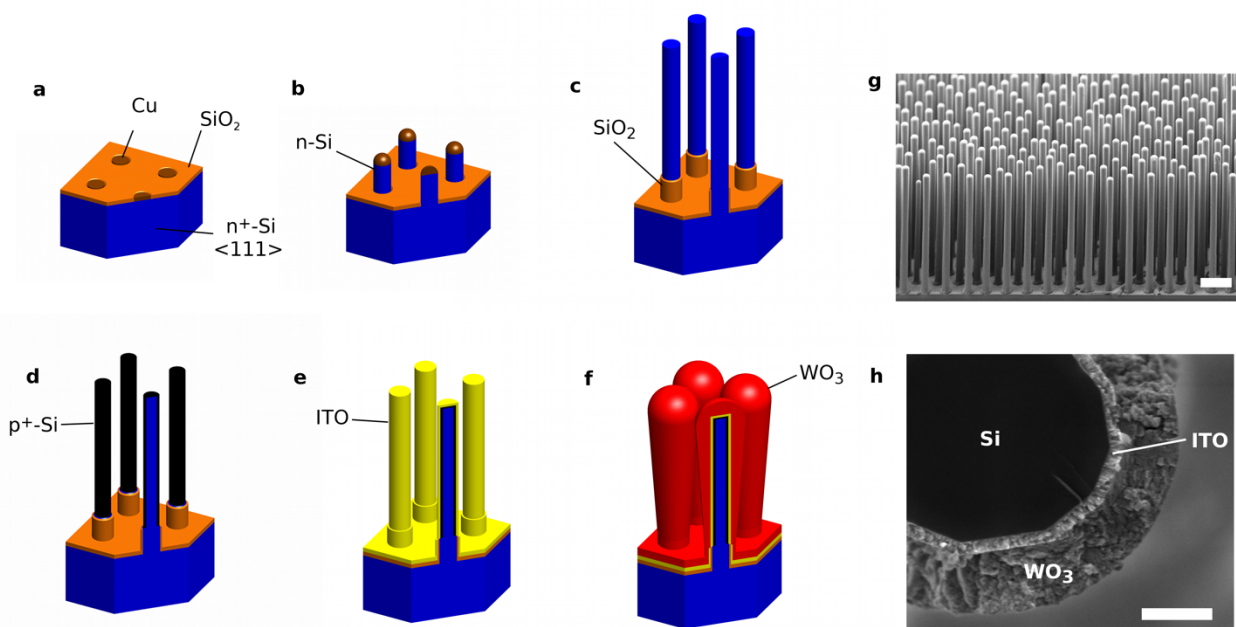 a
Cu
SiO₂
n⁺-Si
<111>
b
n-Si
c
SiO₂
g
d
p⁺-Si
e
ITO
f
WO₃
h
Si
ITO
WO₃